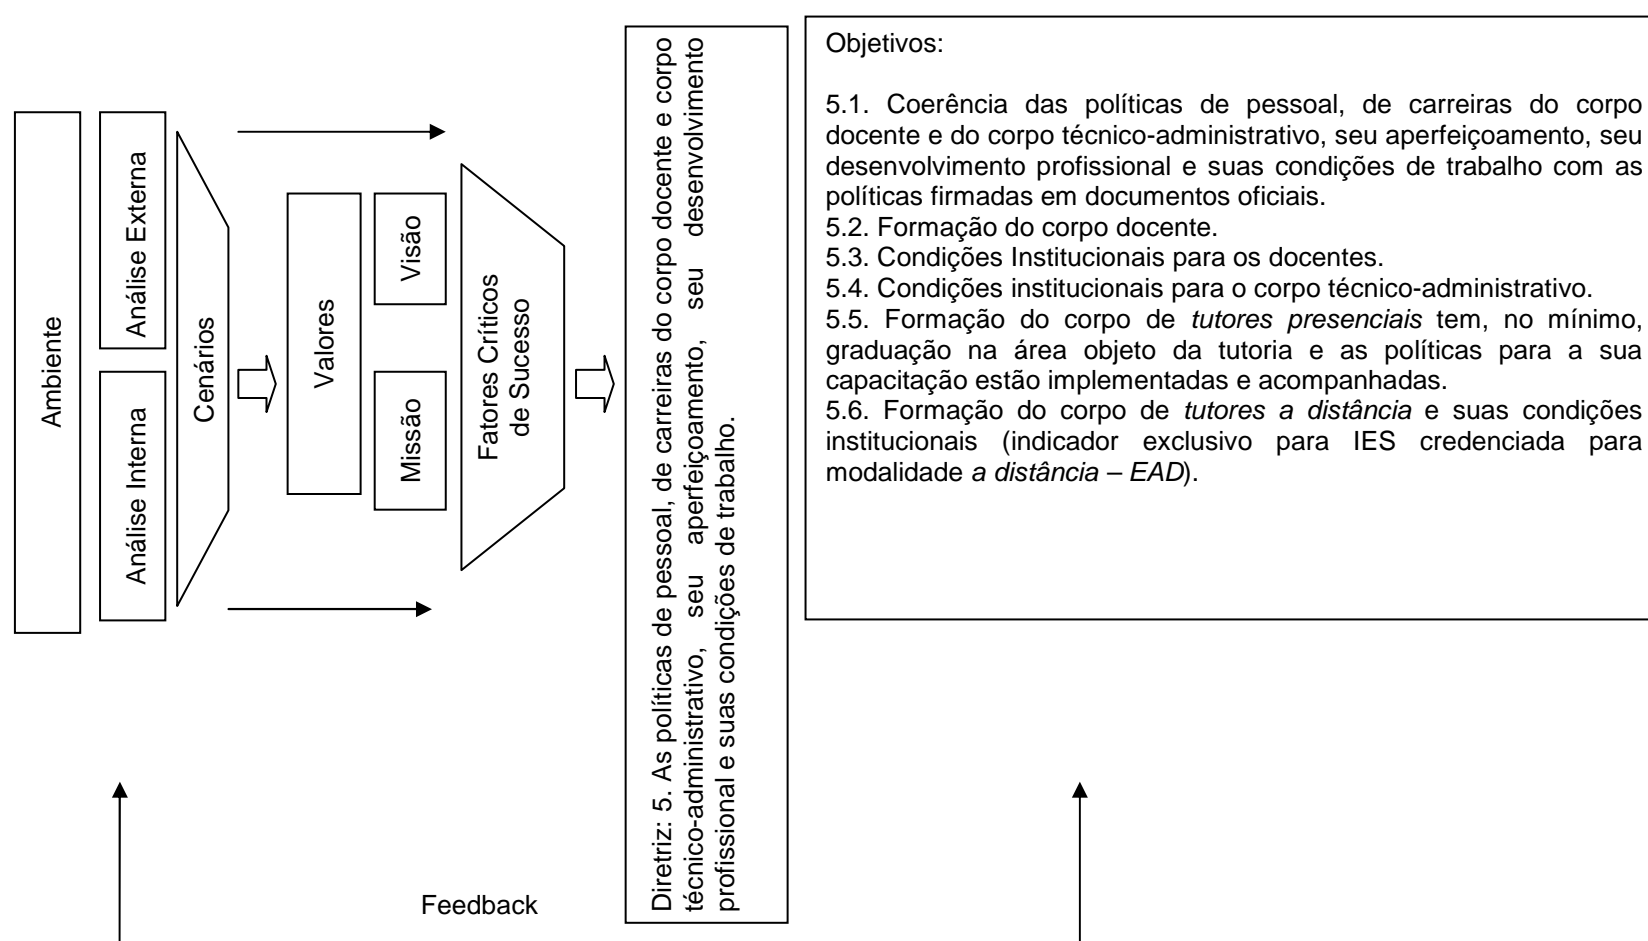 Ambiente
Análise Externa
Análise Interna
Cenários
Valores
Visão
Missão
Fatores Críticos
de Sucesso
Diretriz: 5. As políticas de pessoal, de carreiras do corpo docente e corpo
técnico-administrativo, seu aperfeiçoamento, seu desenvolvimento
profissional e suas condições de trabalho.
Objetivos:
5.1. Coerência das políticas de pessoal, de carreiras do corpo
docente e do corpo técnico-administrativo, seu aperfeiçoamento, seu
desenvolvimento profissional e suas condições de trabalho com as
políticas firmadas em documentos oficiais.
5.2. Formação do corpo docente.
5.3. Condições Institucionais para os docentes.
5.4. Condições institucionais para o corpo técnico-administrativo.
5.5. Formação do corpo de tutores presenciais tem, no mínimo,
graduação na área objeto da tutoria e as políticas para a sua
capacitação estão implementadas e acompanhadas.
5.6. Formação do corpo de tutores a distância e suas condições
institucionais (indicador exclusivo para IES credenciada para
modalidade a distância – EAD).
Feedback